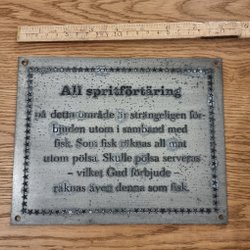 All spritförtäring
på detta område är strängeligen för-
bjuden utom i samband med
fisk. Som fisk räknas all mat
utom pölsa. Skulle pölsa serveras
– vilket Gud förbjude –
räknas även denna som fisk.